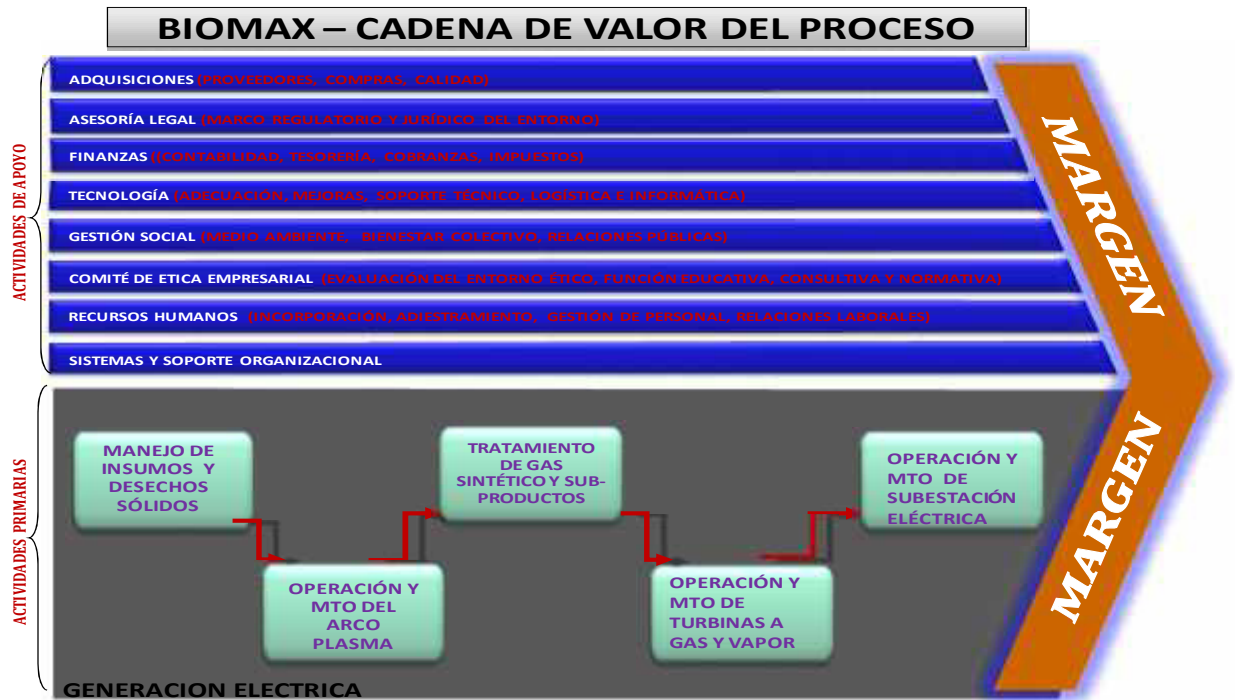 BIOMAX – CADENA DE VALOR DEL PROCESO
ACTIVIDADES DE APOYO
ADQUISICIONES (PROVEEDORES, COMPRAS, CALIDAD)
ASESORÍA LEGAL (MARCO REGULATORIO Y JURÍDICO DEL ENTORNO)
FINANZAS ((CONTABILIDAD, TESORERÍA, COBRANZAS, IMPUESTOS)
TECNOLOGÍA (ADECUACIÓN, MEJORAS, SOPORTE TÉCNICO, LOGÍSTICA E INFORMÁTICA)
GESTIÓN SOCIAL (MEDIO AMBIENTE, BIENESTAR COLECTIVO, RELACIONES PÚBLICAS)
COMITÉ DE ETICA EMPRESARIAL (EVALUACIÓN DEL ENTORNO ÉTICO, FUNCIÓN EDUCATIVA, CONSULTIVA Y NORMATIVA)
RECURSOS HUMANOS (INCORPORACIÓN, ADIESTRAMIENTO, GESTIÓN DE PERSONAL, RELACIONES LABORALES)
SISTEMAS Y SOPORTE ORGANIZACIONAL
MARGEN
ACTIVIDADES PRIMARIAS
MANEJO DE
INSUMOS Y
DESECHOS
SÓLIDOS
OPERACIÓN Y
MTO DEL
ARCO
PLASMA
TRATAMIENTO
DE GAS
SINTÉTICO Y SUB-
PRODUCTOS
OPERACIÓN Y
MTO DE
TURBINAS A
GAS Y VAPOR
OPERACIÓN Y
MTO DE
SUBESTACIÓN
ELÉCTRICA
MARGEN
GENERACION ELECTRICA